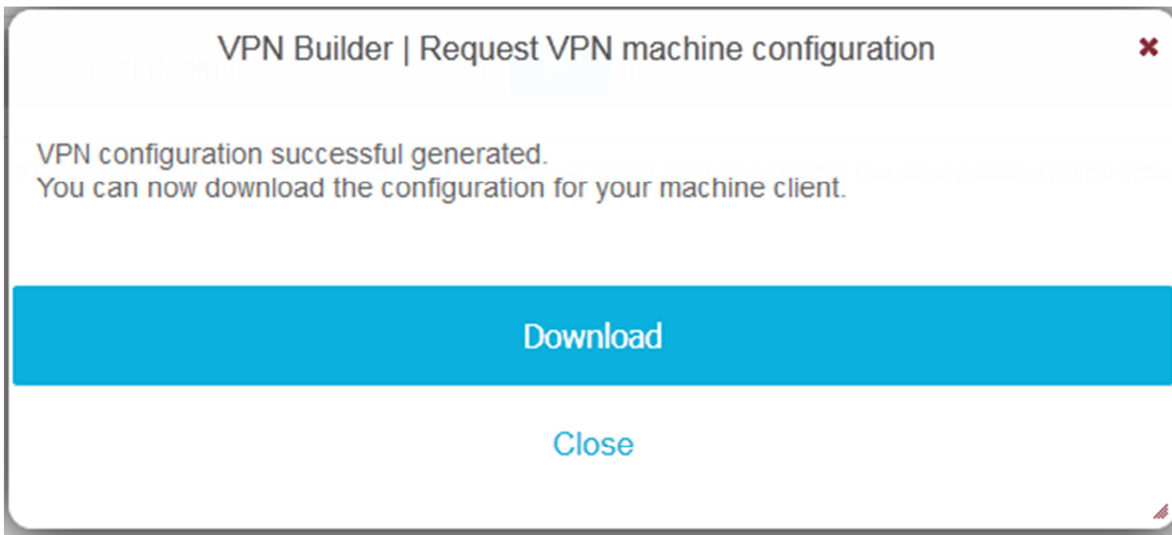 VPN Builder | Request VPN machine configuration
VPN configuration successful generated.
You can now download the configuration for your machine client.
Download
Close